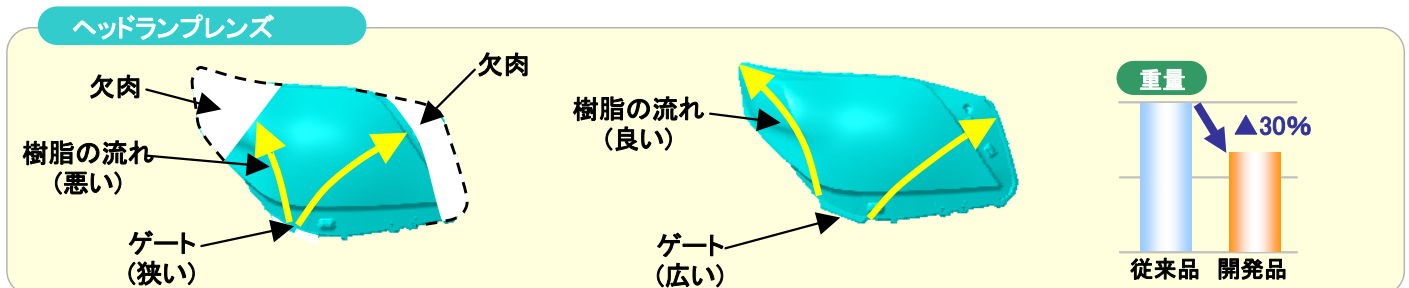 ヘッドランプレンズ
欠肉
欠肉
樹脂の流れ
(悪い)
ゲート
(狭い)
樹脂の流れ
(良い)
ゲート
(広い)
重量
▲30%
従来品
開発品